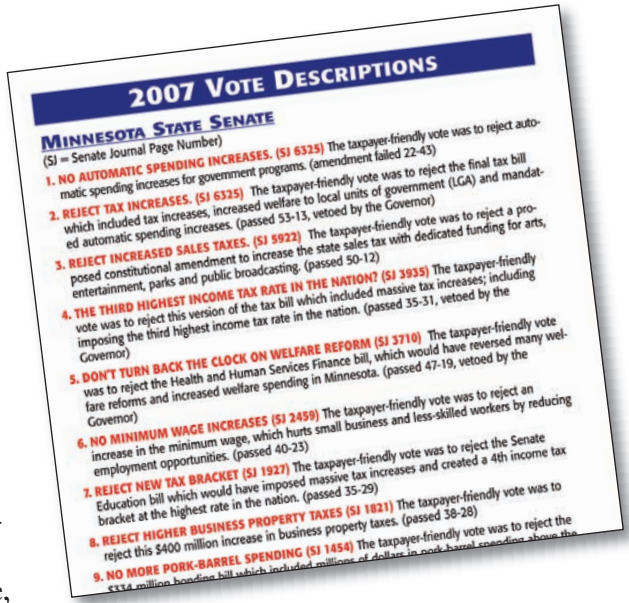 2007 VOTE DESCRIPTIONS
MINNESOTA STATE SENATE
(SJ = Senate Journal Page Number)
1. NO AUTOMATIC SPENDING INCREASES. (SJ 6325) The taxpayer-friendly vote was to reject auto-
matic spending increases for government programs. (amendment failed 22-43)
2. REJECT TAX INCREASES. (SJ 6325) The taxpayer-friendly vote was to reject the final tax bill
which included tax increases, increased welfare to local units of government (LGA) and mandat-
ed automatic spending increases. (passed 53-13, vetoed by the Governor)
3. REJECT INCREASED SALES TAXES. (SJ 5922) The taxpayer-friendly vote was to reject a pro-
posed constitutional amendment to increase the state sales tax with dedicated funding for arts,
entertainment, parks and public broadcasting. (passed 50-12)
4. THE THIRD HIGHEST INCOME TAX RATE IN THE NATION? (SJ 3935) The taxpayer-friendly
vote was to reject this version of the tax bill which included massive tax increases; including
imposing the third highest income tax rate in the nation. (passed 35-31, vetoed by the
Governor)
5. DON'T TURN BACK THE CLOCK ON WELFARE REFORM (SJ 3710) The taxpayer-friendly vote
was to reject the Health and Human Services Finance bill, which would have reversed many wel-
fare reforms and increased welfare spending in Minnesota. (passed 47-19, vetoed by the
Governor)
6. NO MINIMUM WAGE INCREASES (SJ 2459) The taxpayer-friendly vote was to reject an
increase in the minimum wage, which hurts small business and less-skilled workers by reducing
employment opportunities. (passed 40-23)
7. REJECT NEW TAX BRACKET (SJ 1927) The taxpayer-friendly vote was to reject the Senate
Education bill which would have imposed massive tax increases and created a 4th income tax
bracket at the highest rate in the nation. (passed 35-29)
8. REJECT HIGHER BUSINESS PROPERTY TAXES (SJ 1821) The taxpayer-friendly vote was to
reject this $400 million increase in business property taxes. (passed 38-28)
9. NO MORE PORK-BARREL SPENDING (SJ 1454) The taxpayer-friendly vote was to reject the
$334 million bonding bill which included millions of dollars in pork-barrel spending above the